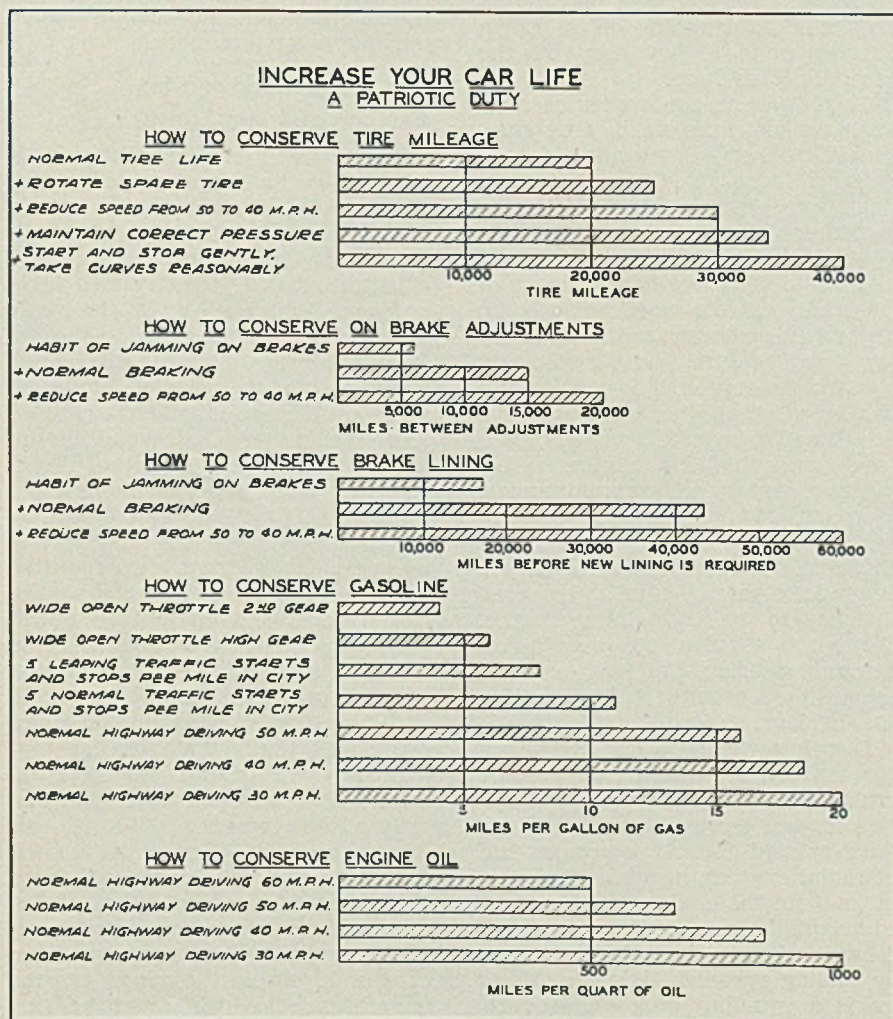 INCREASE YOUR CAR LIFE
A PATRIOTIC DUTY
HOW TO CONSERVE TIRE MILEAGE
NORMAL TIRE LIFE
+ROTATE SPARE TIRE
+REDUCE SPEED FROM 50 TO 40 M.P.H.
+MAINTAIN CORRECT PRESSURE
+START AND STOP GENTLY.
TAKE CURVES REASONABLY
10,000 20,000 30,000 40,000
TIRE MILEAGE
HOW TO CONSERVE ON BRAKE ADJUSTMENTS
HABIT OF JAMMING ON BRAKES
+NORMAL BRAKING
+REDUCE SPEED FROM 50 TO 40 M.P.H.
5,000 10,000 15,000 20,000
MILES BETWEEN ADJUSTMENTS
HOW TO CONSERVE BRAKE LINING
HABIT OF JAMMING ON BRAKES
+NORMAL BRAKING
+REDUCE SPEED FROM 50 TO 40 M.P.H.
10,000 20,000 30,000 40,000 50,000 60,000
MILES BEFORE NEW LINING IS REQUIRED
HOW TO CONSERVE GASOLINE
WIDE OPEN THROTTLE 2ND GEAR
WIDE OPEN THROTTLE HIGH GEAR
5 LEAPING TRAFFIC STARTS
AND STOPS PER MILE IN CITY
5 NORMAL TRAFFIC STARTS
AND STOPS PER MILE IN CITY
NORMAL HIGHWAY DRIVING 50 M.P.H.
NORMAL HIGHWAY DRIVING 40 M.P.H.
NORMAL HIGHWAY DRIVING 30 M.P.H.
5 10 15 20
MILES PER GALLON OF GAS
HOW TO CONSERVE ENGINE OIL
NORMAL HIGHWAY DRIVING 60 M.P.H.
NORMAL HIGHWAY DRIVING 50 M.P.H.
NORMAL HIGHWAY DRIVING 40 M.P.H.
NORMAL HIGHWAY DRIVING 30 M.P.H.
500 1,000
MILES PER QUART OF OIL